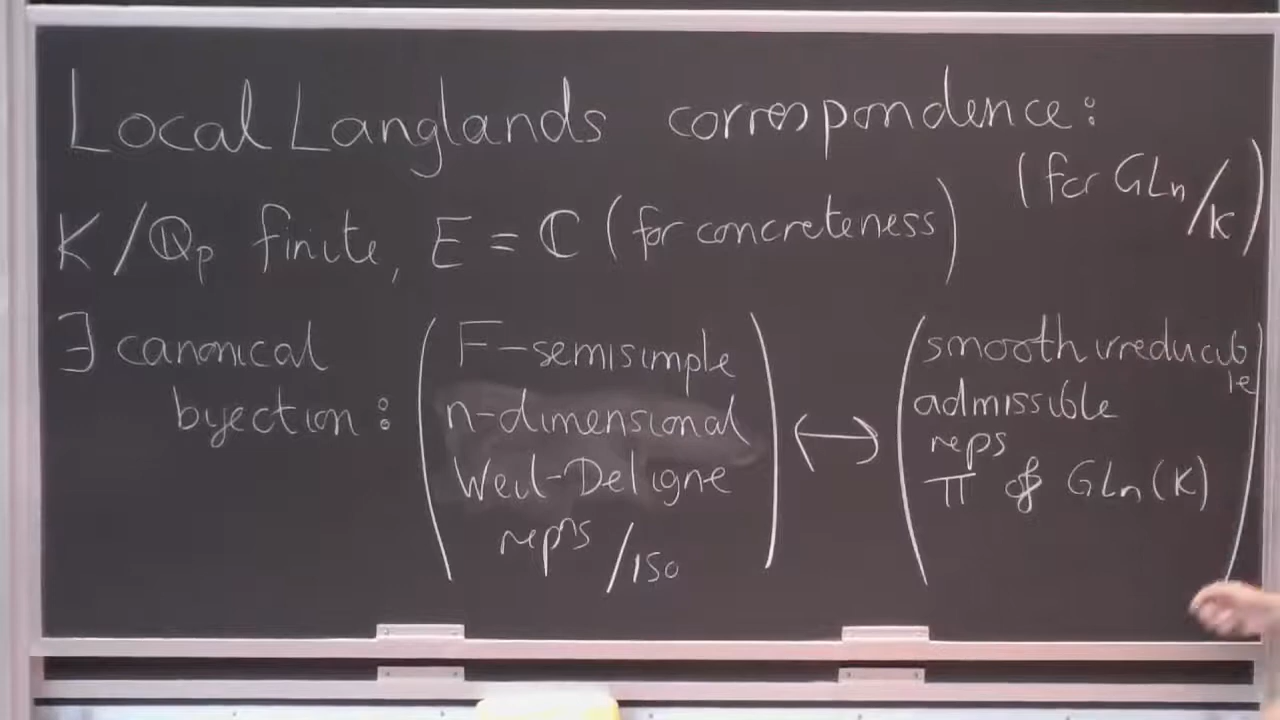 Local Langlands correspondence:
(for GLn/K)
K/ℚp finite, E = ℂ (for concreteness)
∃ canonical bijection:
F-semisimple
n-dimensional
Weil-Deligne
repns /iso
↔
smooth irreducible
admissible
reps
π of GLn(K)